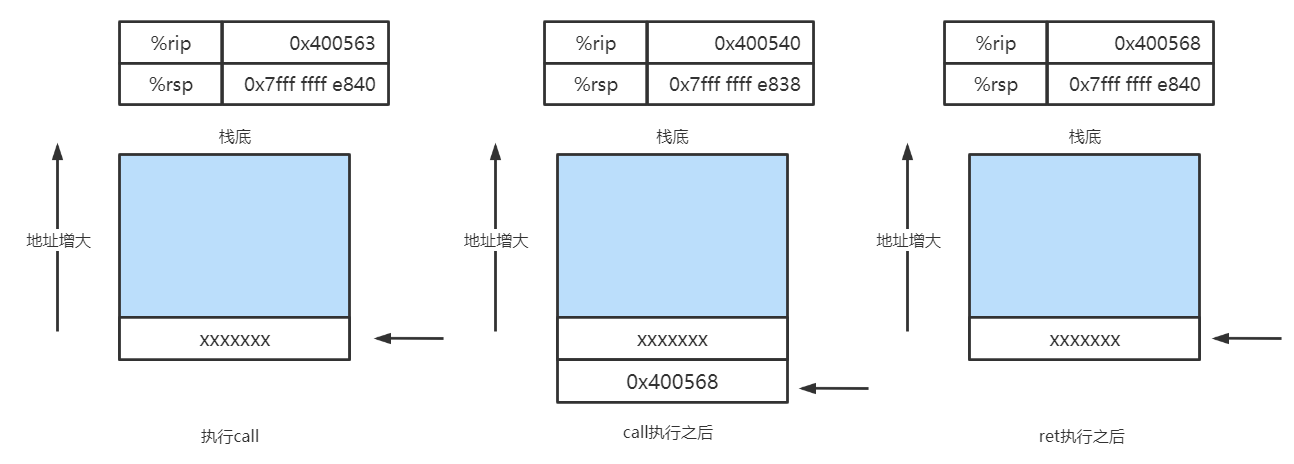 %rip 0x400563
%rsp 0x7fff ffff e840
栈底
地址增大
xxxxxxx
执行call
%rip 0x400540
%rsp 0x7fff ffff e838
栈底
地址增大
xxxxxxx
0x400568
call执行之后
%rip 0x400568
%rsp 0x7fff ffff e840
栈底
地址增大
xxxxxxx
ret执行之后